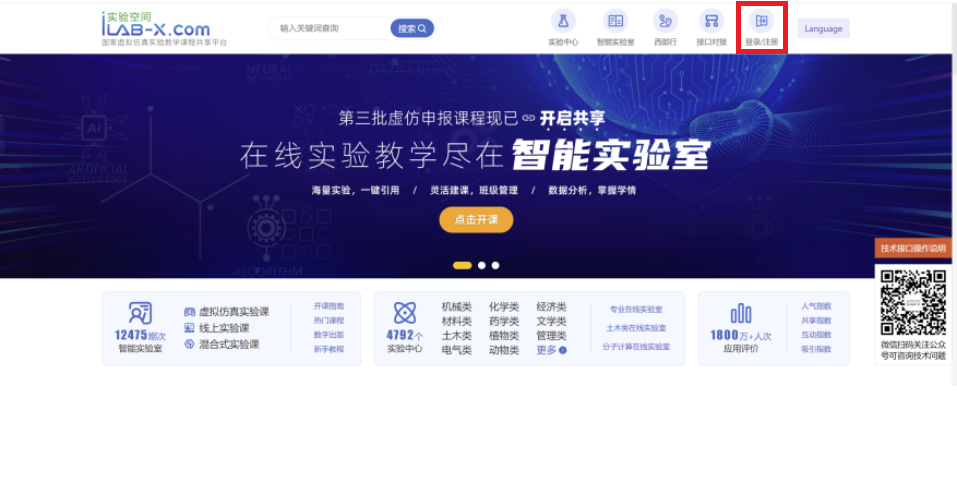 实验空间
iLAB-X.com
国家虚拟仿真实验教学课程共享平台
输入关键词查询
搜索
实验中心
智能实验室
西部行
接口对接
登录/注册
Language
NEURAL
DATA MINING
第三批虚仿申报课程现已 开启共享
在线实验教学尽在 智能实验室
Ai
ARTIFICIAL
INTELLIGENCE
海量实验，一键引用 / 灵活建课，班级管理 / 数据分析，掌握学情
点击开课
ALGORITHM
技术接口操作说明
微信扫码关注公众
号可咨询技术问题
12475期次
智能实验室
虚拟仿真实验课
线上实验课
混合式实验课
开课指南
热门课程
数字出版
新手教程
4792个
实验中心
机械类 化学类 经济类
材料类 药学类 文学类
土木类 植物类 管理类
电气类 动物类 更多
专业在线实验室
土木类在线实验室
分子计算在线实验室
1800万+人次
应用评价
人气指数
共享指数
互动指数
吸引指数